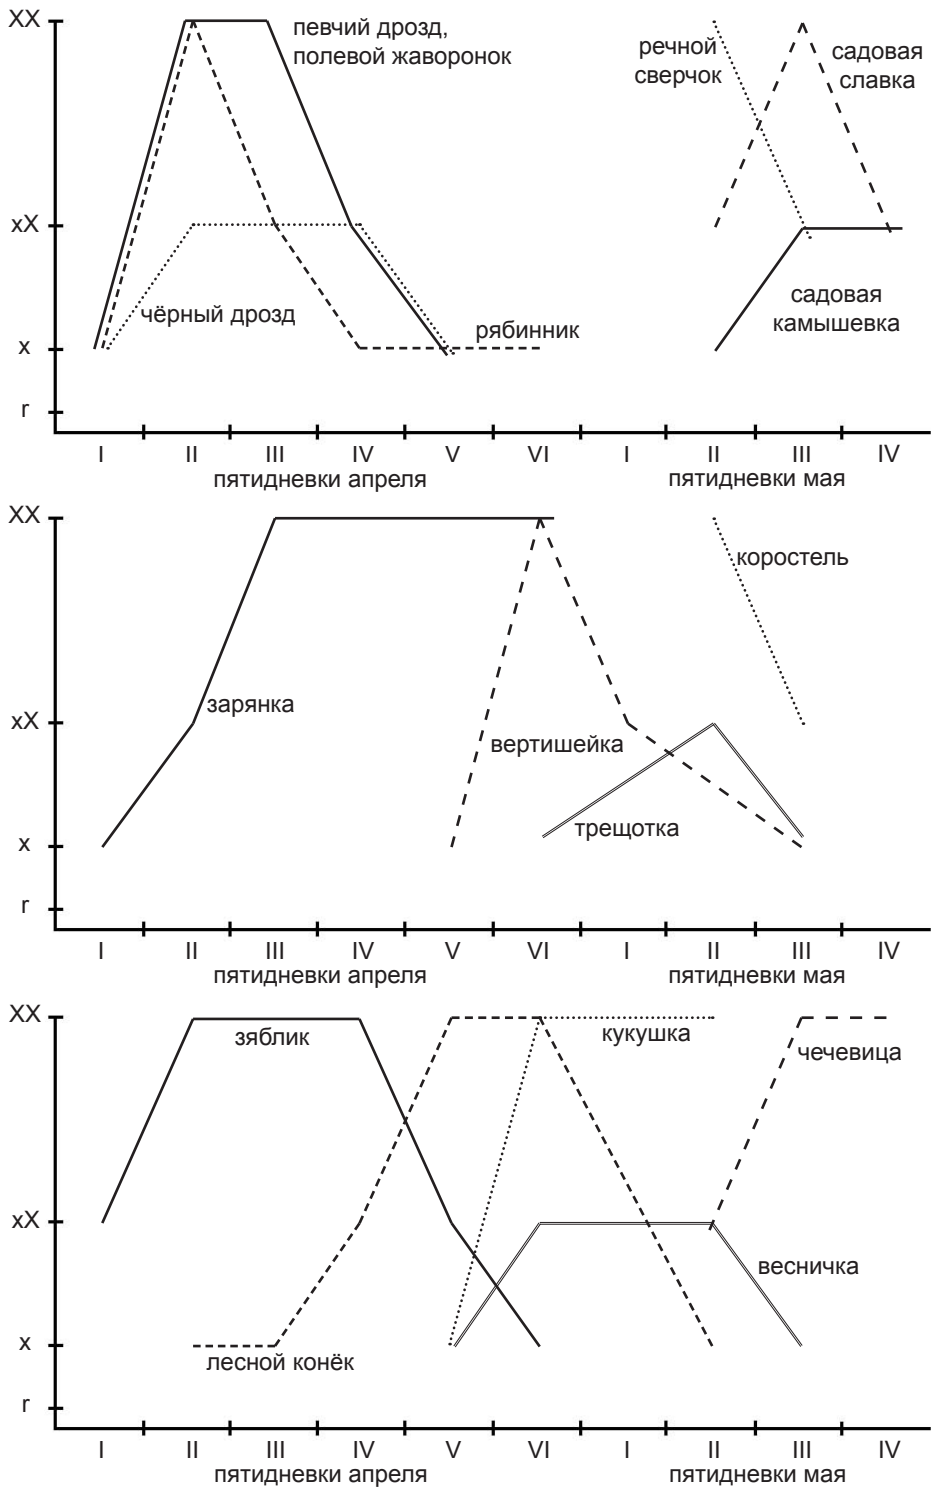 XX
певчий дрозд,
полевой жаворонок
речной
сверчок
садовая
славка
xX
чёрный дрозд
рябинник
садовая
камышевка
x
r
I II III IV V VI I II III IV
пятидневки апреля пятидневки мая
XX
коростель
зарянка
xX
вертишейка
трещотка
x
r
I II III IV V VI I II III IV
пятидневки апреля пятидневки мая
XX
зяблик
кукушка
чечевица
xX
весничка
x
лесной конёк
r
I II III IV V VI I II III IV
пятидневки апреля пятидневки мая